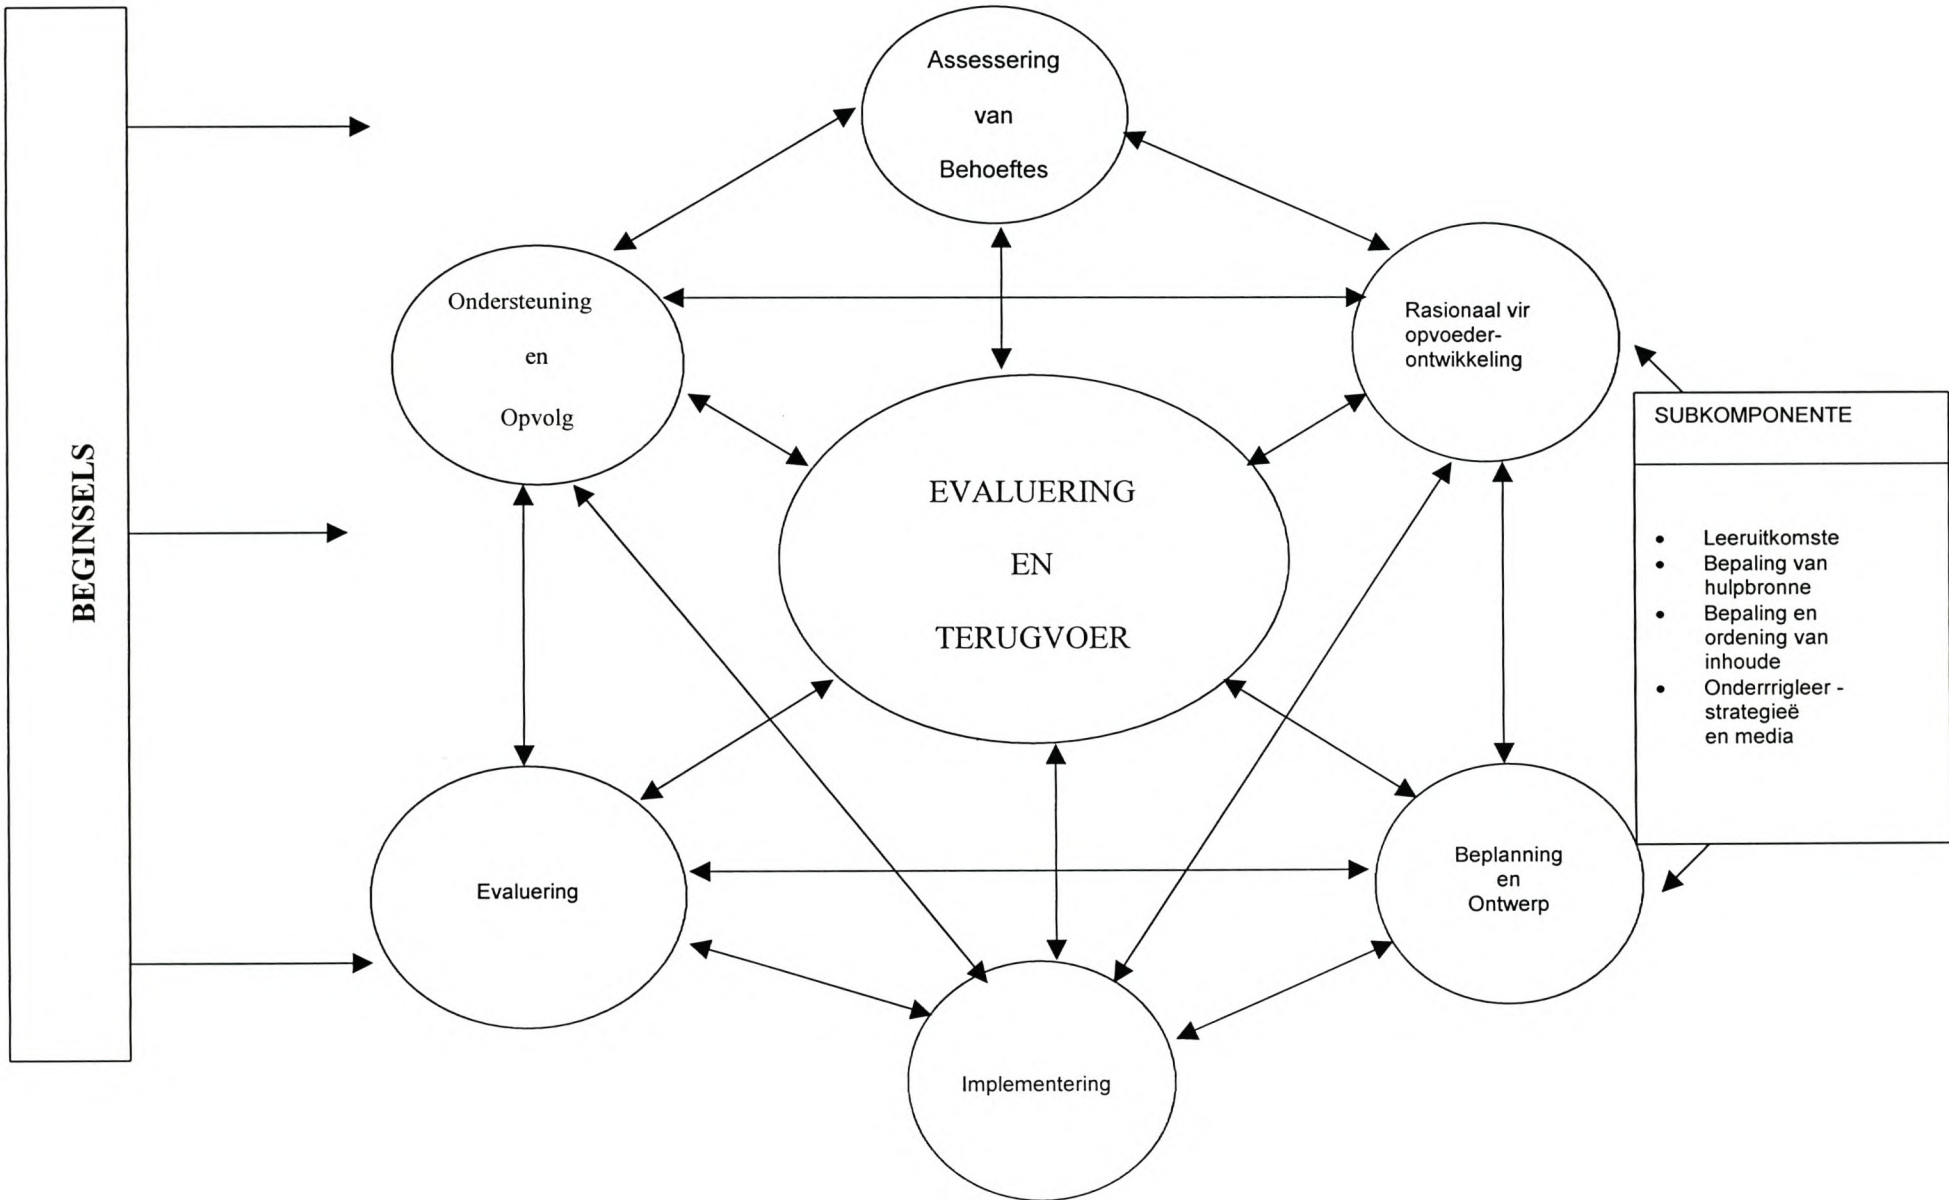 BEGINSELS
Assessering
van
Behoeftes
Ondersteuning
en
Opvolg
Rasionaal vir
opvoeder-
ontwikkeling
EVALUERING
EN
TERUGVOER
SUBKOMPONENTE
• Leeruitkomste
• Bepaling van
hulpbronne
• Bepaling en
ordening van
inhoude
• Onderrrigleer -
strategieë
en media
Evaluering
Beplanning
en
Ontwerp
Implementering